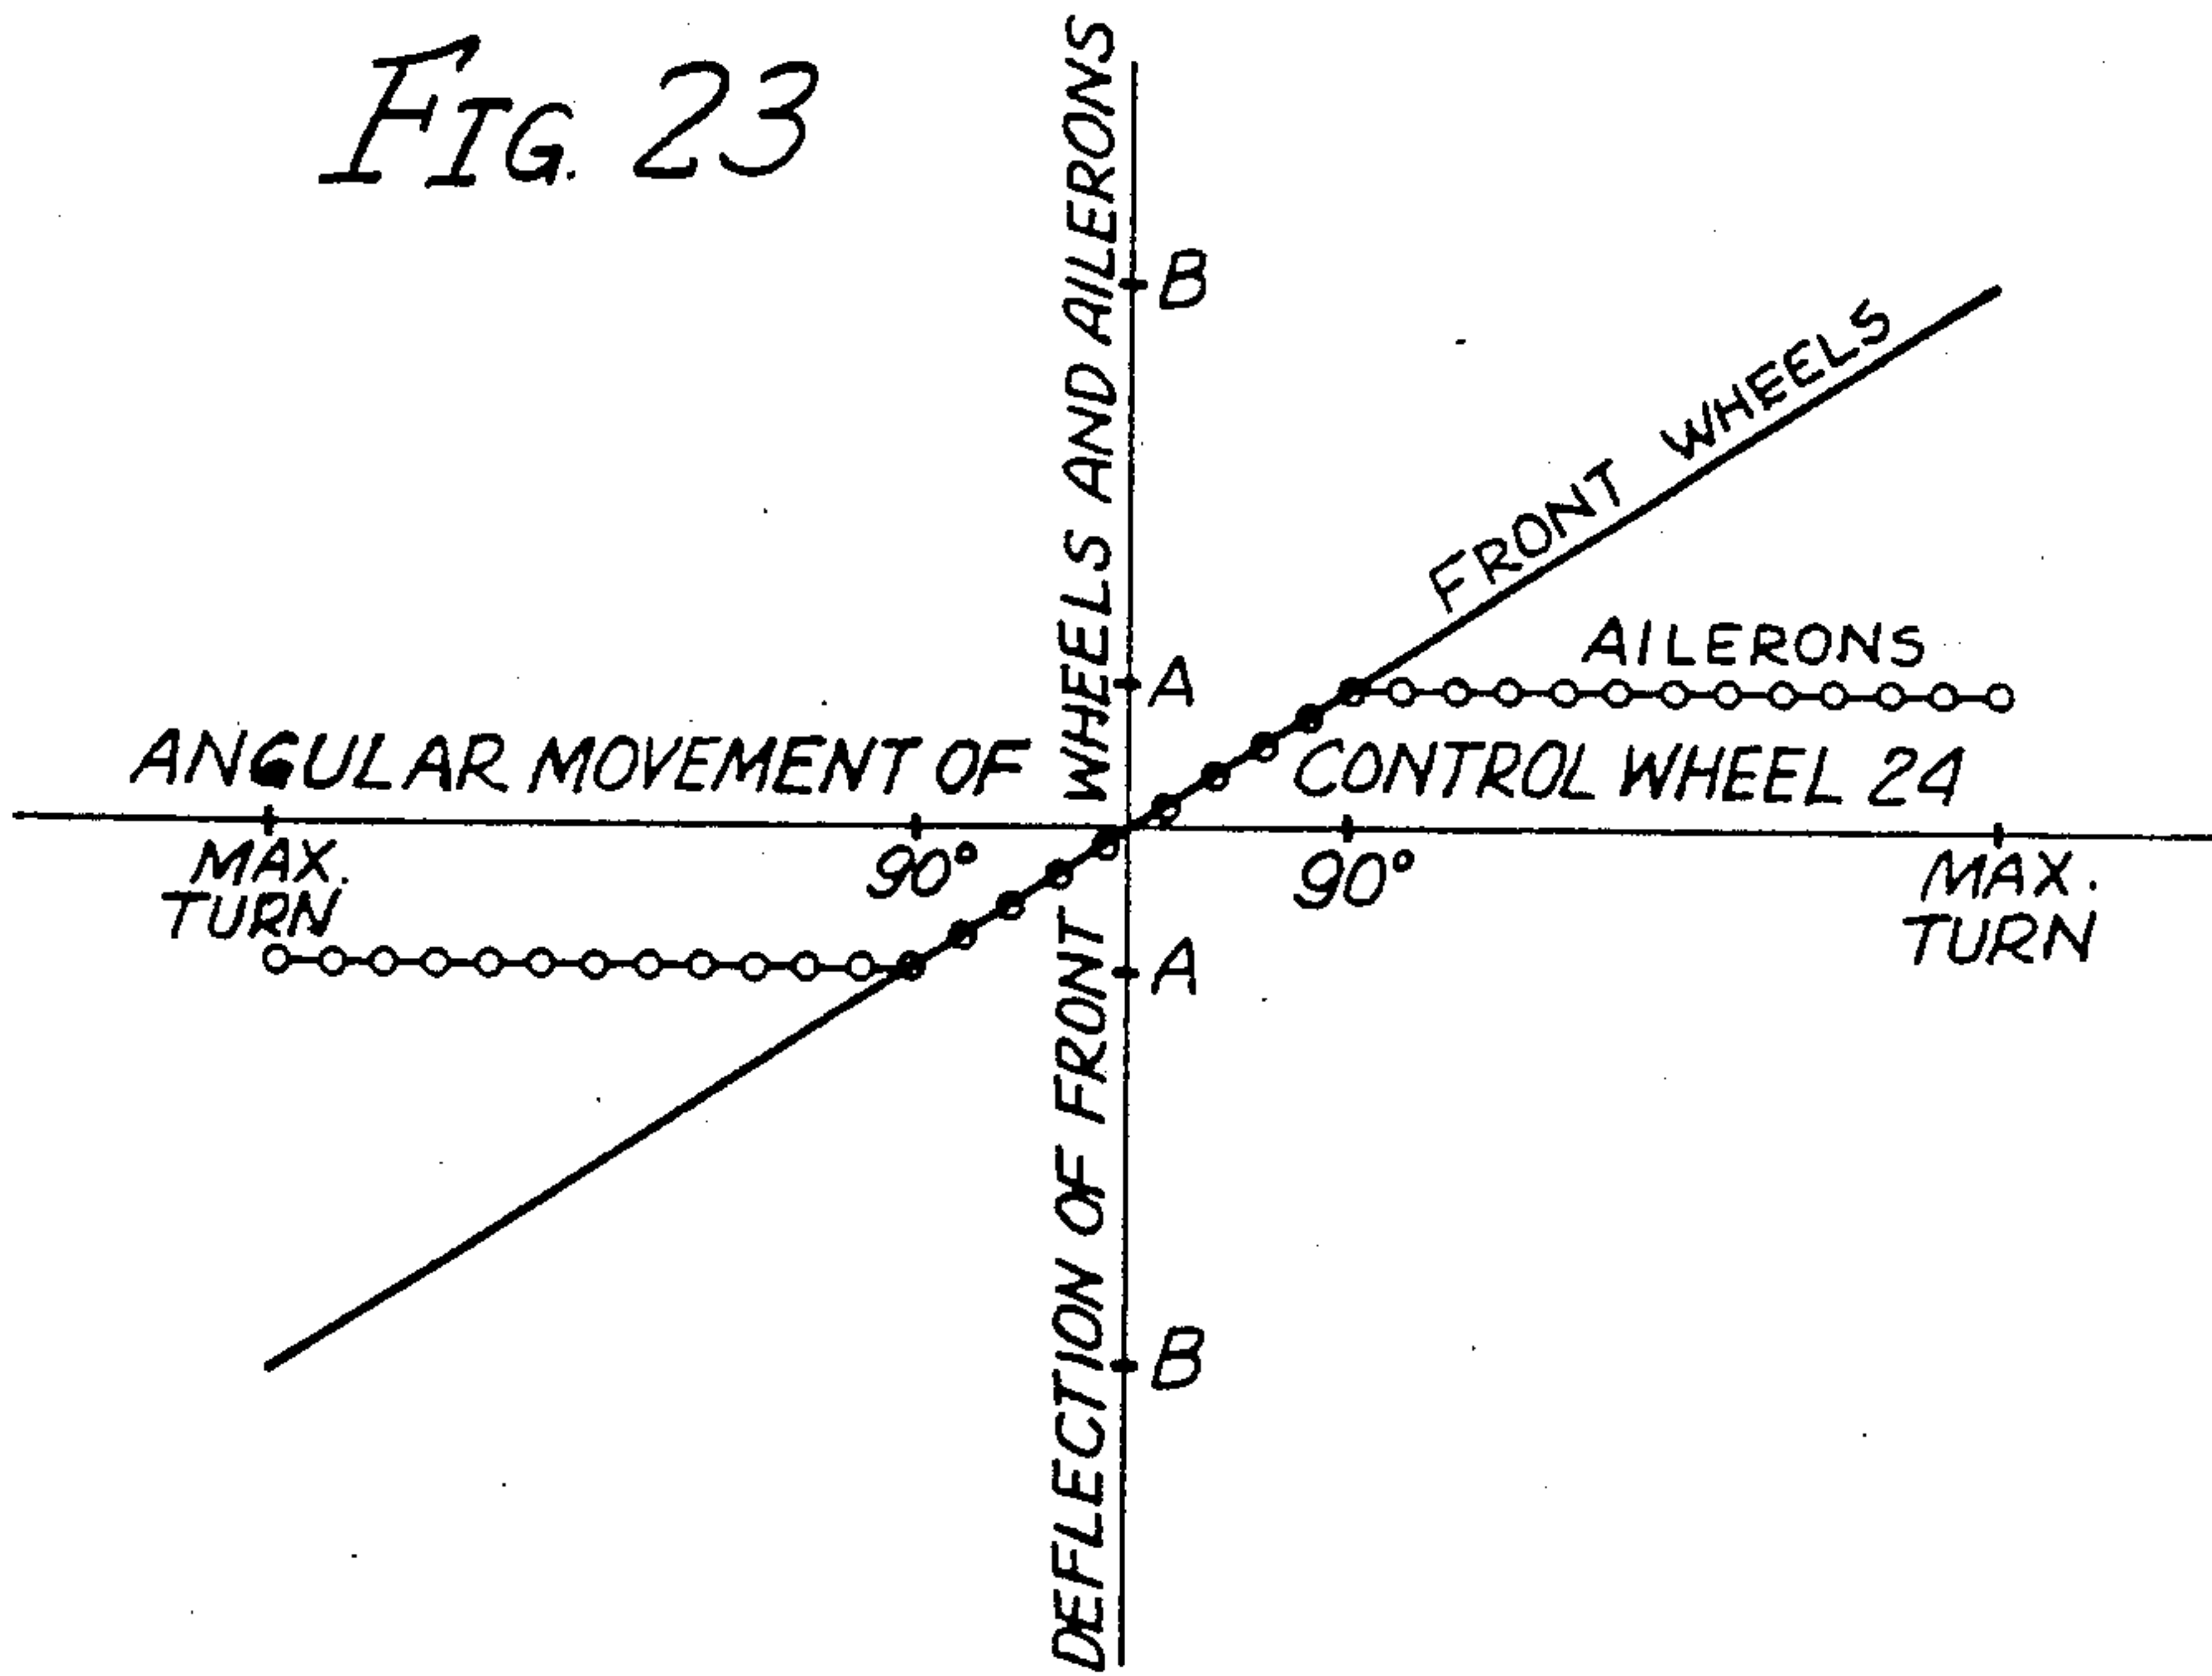 FIG. 23
DEFLECTION OF FRONT WHEELS AND AILERONS
B
FRONT WHEELS
A
AILERONS
ANGULAR MOVEMENT OF CONTROL WHEEL 24
MAX.
TURN
90°
90°
MAX.
TURN
A
B